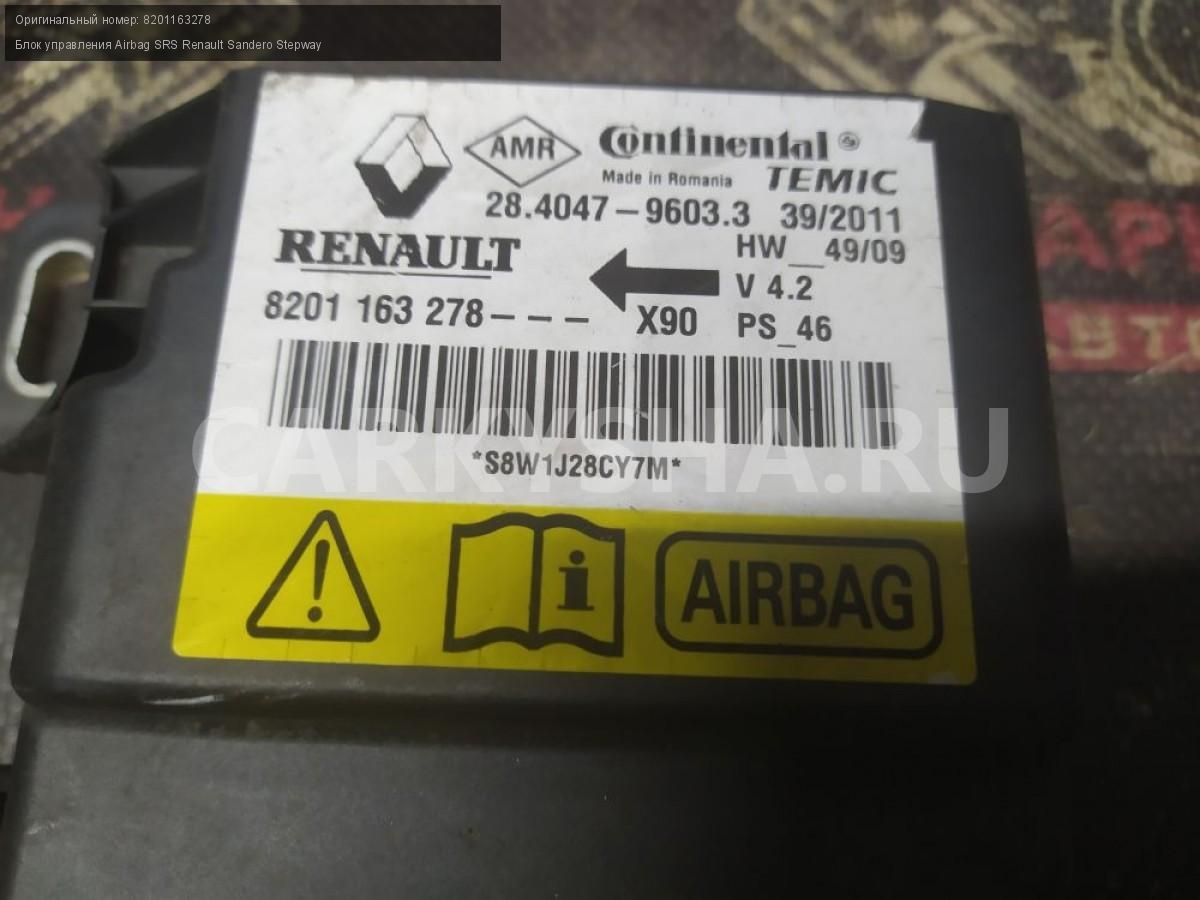 Оригинальный номер: 8201163278
Блок управления Airbag SRS Renault Sandero Stepway
AMR Continental
Made in Romania TEMIC
28.4047-9603.3 39/2011
RENAULT HW__49/09
V 4.2
8201 163 278--- X90 PS_46
CARKYSHA.RU
*S8W1J28CY7M*
i AIRBAG